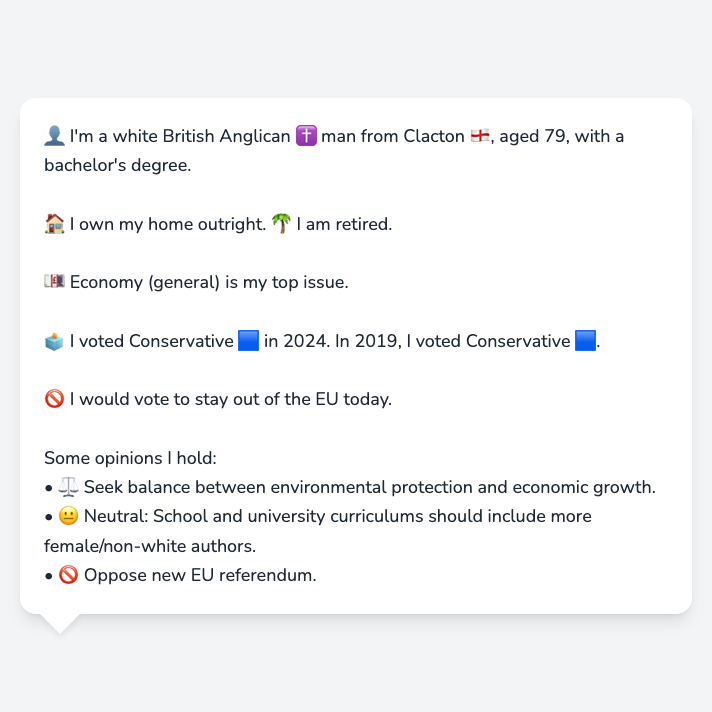 👤 I'm a white British Anglican ✝️ man from Clacton 🏴󠁧󠁢󠁥󠁮󠁧󠁿, aged 79, with a
bachelor's degree.
🏠 I own my home outright. 🌴 I am retired.
💷 Economy (general) is my top issue.
🗳️ I voted Conservative 🟦 in 2024. In 2019, I voted Conservative 🟦.
🚫 I would vote to stay out of the EU today.
Some opinions I hold:
• ⚖️ Seek balance between environmental protection and economic growth.
• 😐 Neutral: School and university curriculums should include more
female/non-white authors.
• 🚫 Oppose new EU referendum.